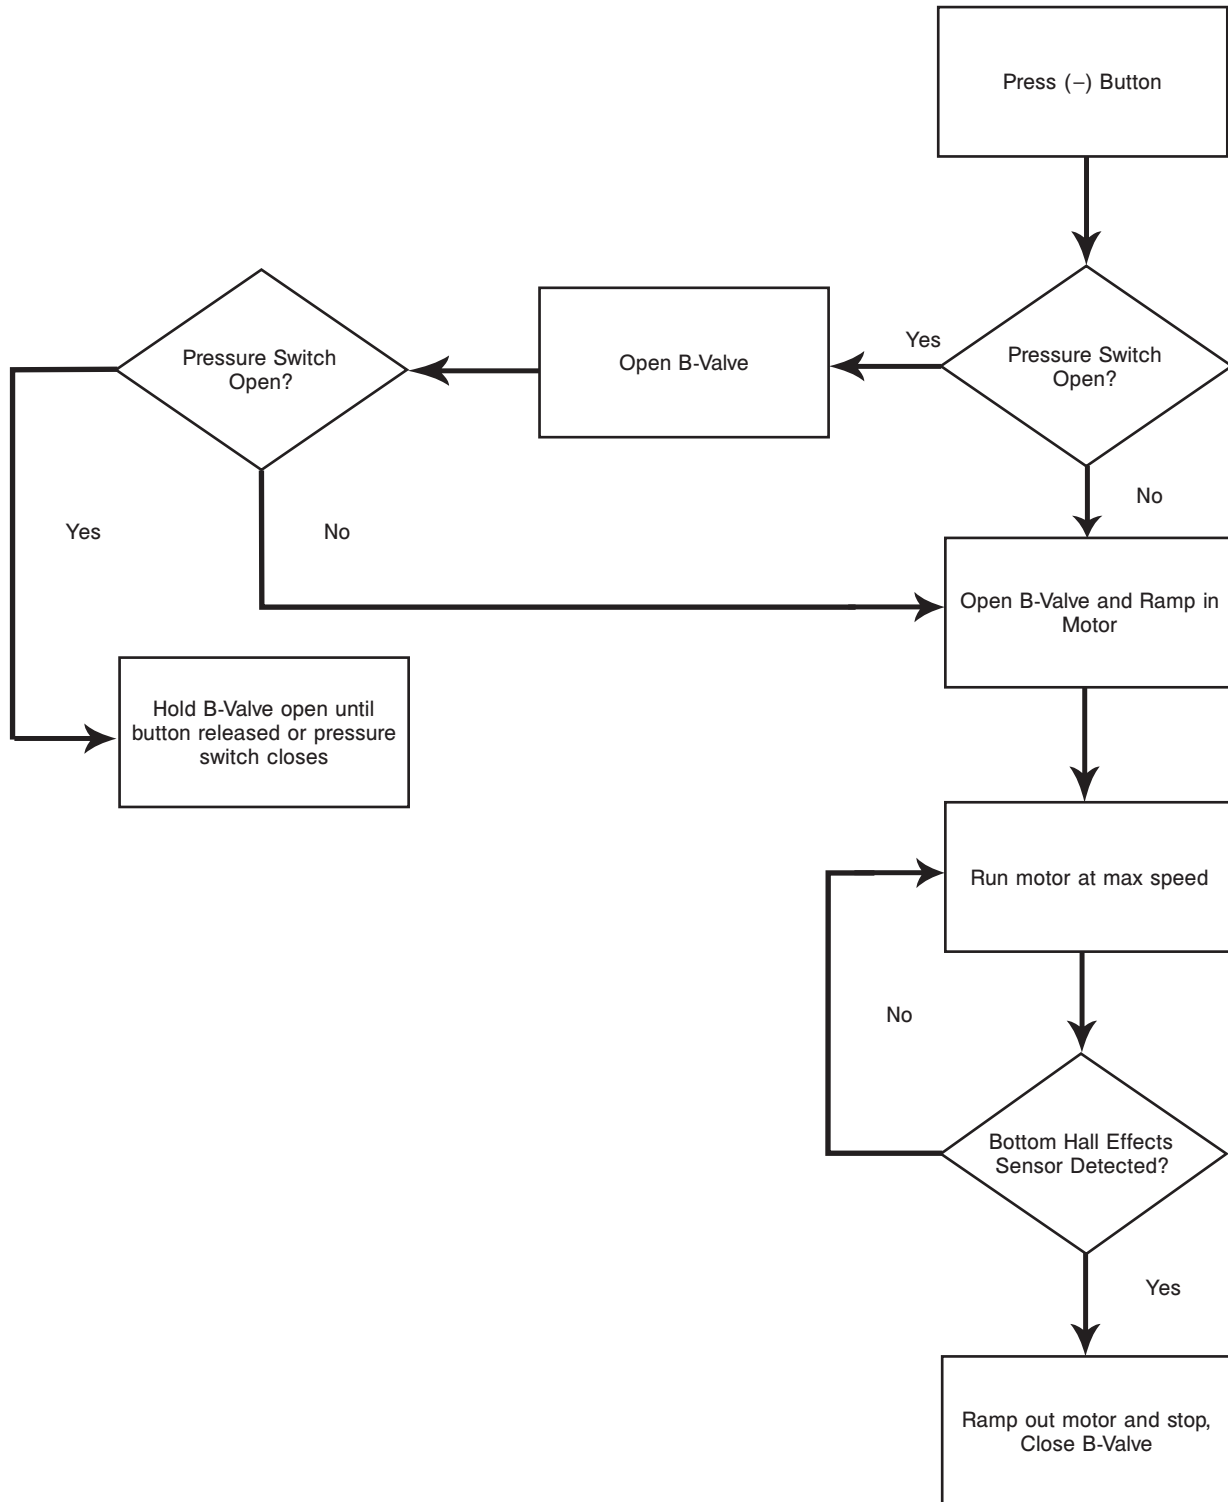 Press (–) Button
Pressure Switch
Open?
Yes
Open B-Valve
Pressure Switch
Open?
No
Yes
No
Open B-Valve and Ramp in
Motor
Hold B-Valve open until
button released or pressure
switch closes
Run motor at max speed
No
Bottom Hall Effects
Sensor Detected?
Yes
Ramp out motor and stop,
Close B-Valve